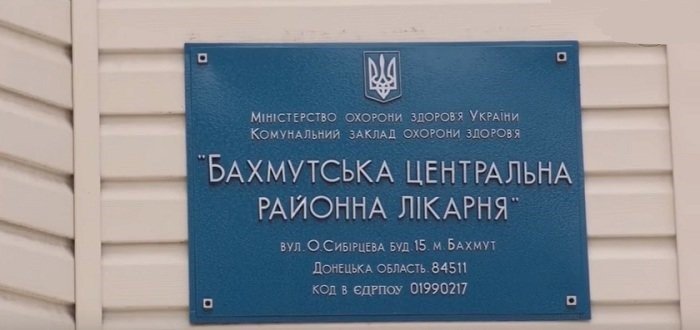 Міністерство охорони здоров'я України
Комунальний заклад охорони здоров'я
"Бахмутська центральна
районна лікарня"
вул. О.Сибірцева буд. 15. м. Бахмут
Донецька область. 84511
код в ЄДРПОУ 01990217